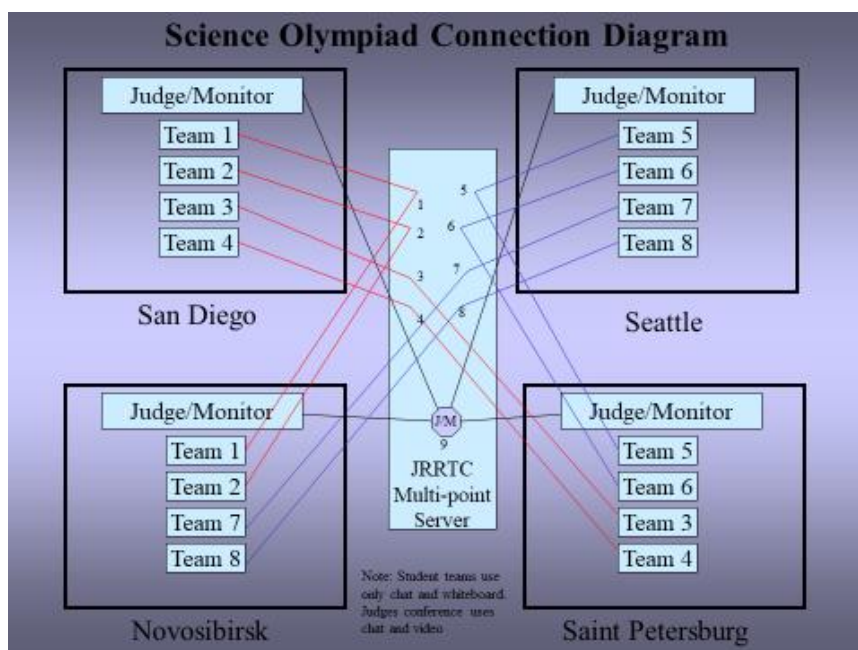 Science Olympiad Connection Diagram
Judge/Monitor
Team 1
Team 2
Team 3
Team 4
San Diego
Judge/Monitor
Team 5
Team 6
Team 7
Team 8
Seattle
1
2
3
4
5
6
7
8
J/M
9
JRRTC
Multi-point
Server
Judge/Monitor
Team 1
Team 2
Team 7
Team 8
Novosibirsk
Note: Student teams use
only chat and whiteboard.
Judges conference uses
chat and video
Judge/Monitor
Team 5
Team 6
Team 3
Team 4
Saint Petersburg